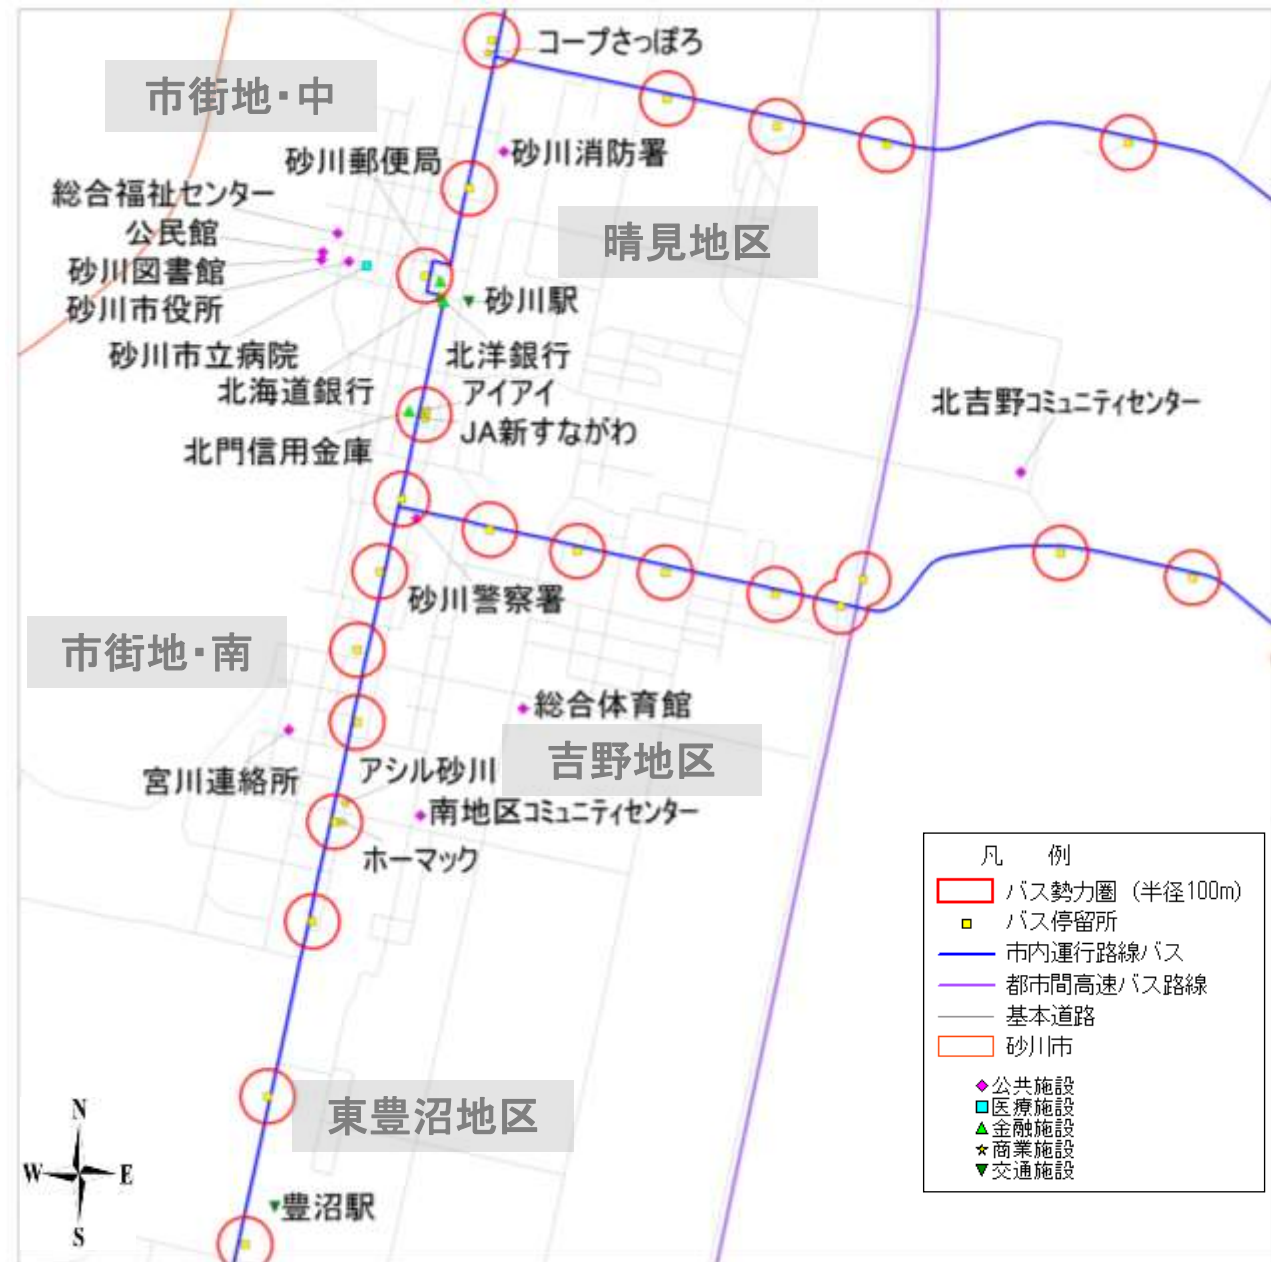 コープさっぽろ
市街地・中
砂川消防署
砂川郵便局
総合福祉センター
公民館
砂川図書館
砂川市役所
晴見地区
砂川駅
砂川市立病院
北洋銀行
北海道銀行
アイアイ
JA新すながわ
北門信用金庫
北吉野コミュニティセンター
砂川警察署
市街地・南
総合体育館
吉野地区
宮川連絡所
アシル砂川
南地区コミュニティセンター
ホーマック
凡 例
バス勢力圏 (半径100m)
バス停留所
市内運行路線バス
都市間高速バス路線
基本道路
砂川市
公共施設
医療施設
金融施設
商業施設
交通施設
東豊沼地区
豊沼駅
N
W E
S